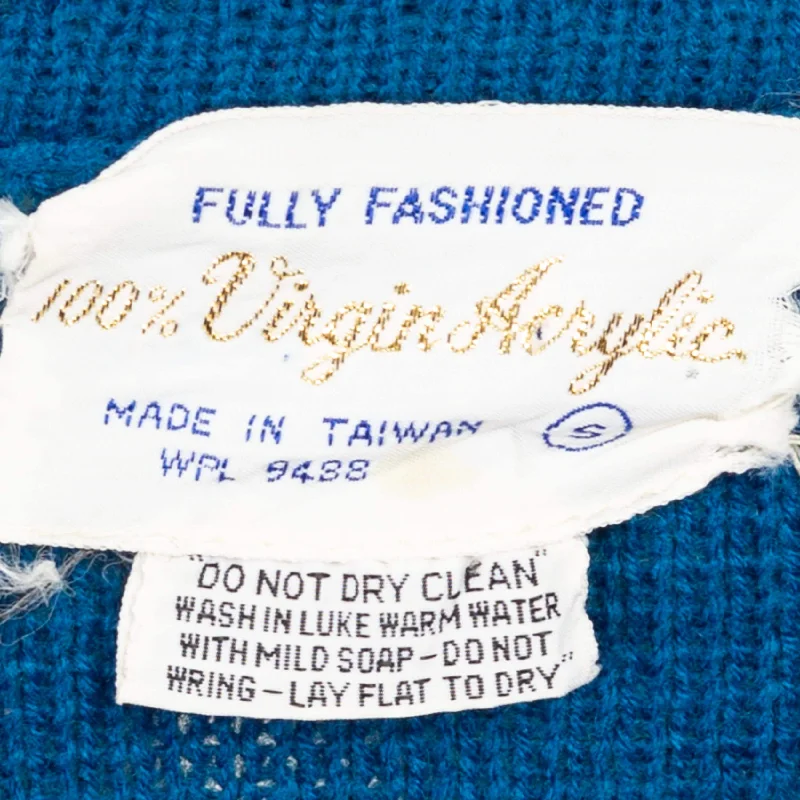 FULLY FASHIONED
100% Virgin Acrylic
MADE IN TAIWAN S
WPL 9488
"DO NOT DRY CLEAN"
WASH IN LUKE WARM WATER
WITH MILD SOAP-DO NOT
WRING-LAY FLAT TO DRY"